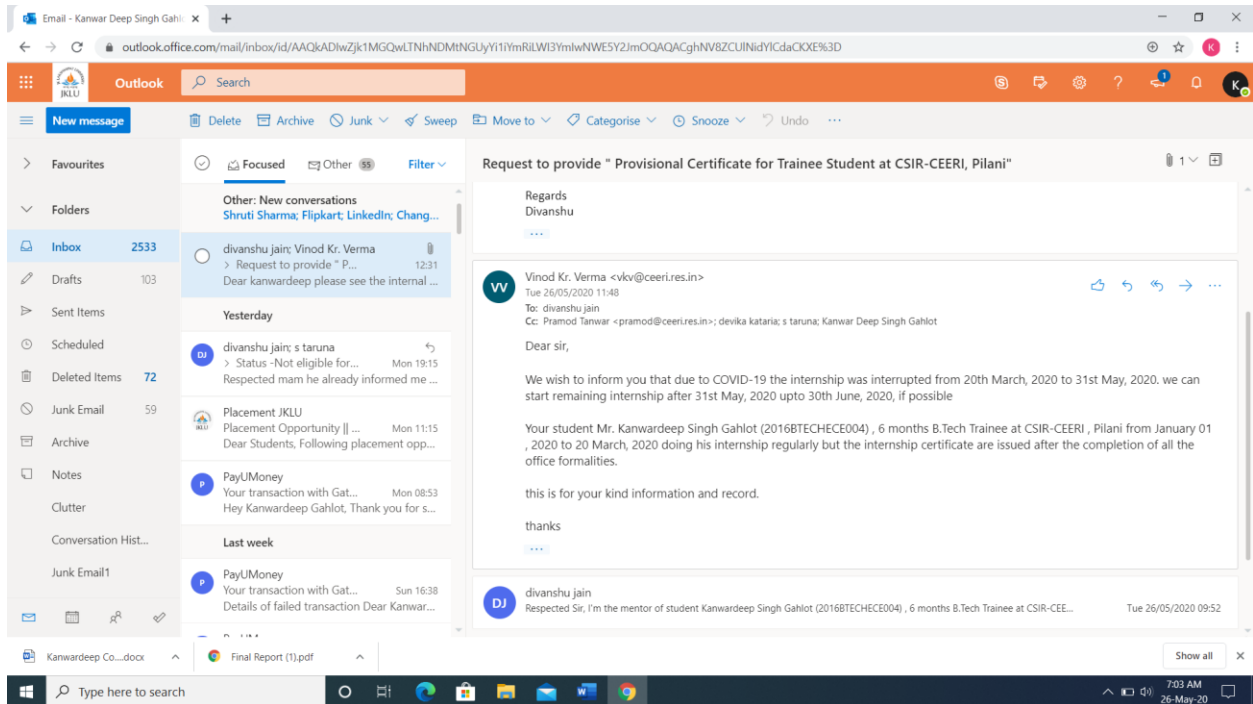 Email - Kanwar Deep Singh Gahl
outlook.office.com/mail/inbox/id/AAQkADIwZjk1MGQwLTNhNDMtNGUyYi1iYmRiLWI3YmIwNWE5Y2JmOQAQACghNV8ZCUlNidYlCdaCKXE%3D
K
JKLU
Outlook
Search
1
K
New message
Delete Archive Junk Sweep Move to Categorise Snooze Undo ...
Favourites
Folders
Inbox 2533
Drafts 103
Sent Items
Scheduled
Deleted Items 72
Junk Email 59
Archive
Notes
Clutter
Conversation Hist...
Junk Email1
Focused Other 55 Filter
Other: New conversations
Shruti Sharma; Flipkart; LinkedIn; Chang...
divanshu jain; Vinod Kr. Verma
> Request to provide " P... 12:31
Dear kanwardeep please see the internal ...
Yesterday
DJ
divanshu jain; s taruna
> Status -Not eligible for... Mon 19:15
Respected mam he already informed me ...
Placement JKLU
Placement Opportunity || ... Mon 11:15
Dear Students, Following placement opp...
P
PayUMoney
Your transaction with Gat... Mon 08:53
Hey Kanwardeep Gahlot, Thank you for s...
Last week
P
PayUMoney
Your transaction with Gat... Sun 16:38
Details of failed transaction Dear Kanwar...
Request to provide " Provisional Certificate for Trainee Student at CSIR-CEERI, Pilani"
1
Regards
Divanshu
...
VV
Vinod Kr. Verma <vkv@ceeri.res.in>
Tue 26/05/2020 11:48
To: divanshu jain
Cc: Pramod Tanwar <pramod@ceeri.res.in>; devika kataria; s taruna; Kanwar Deep Singh Gahlot
Dear sir,
We wish to inform you that due to COVID-19 the internship was interrupted from 20th March, 2020 to 31st May, 2020. we can
start remaining internship after 31st May, 2020 upto 30th June, 2020, if possible
Your student Mr. Kanwardeep Singh Gahlot (2016BTECHECE004) , 6 months B.Tech Trainee at CSIR-CEERI , Pilani from January 01
, 2020 to 20 March, 2020 doing his internship regularly but the internship certificate are issued after the completion of all the
office formalities.
this is for your kind information and record.
thanks
...
DJ
divanshu jain
Respected Sir, I'm the mentor of student Kanwardeep Singh Gahlot (2016BTECHECE004) , 6 months B.Tech Trainee at CSIR-CEE... Tue 26/05/2020 09:52
Kanwardeep Co....docx
Final Report (1).pdf
Show all
Type here to search
7:03 AM
26-May-20